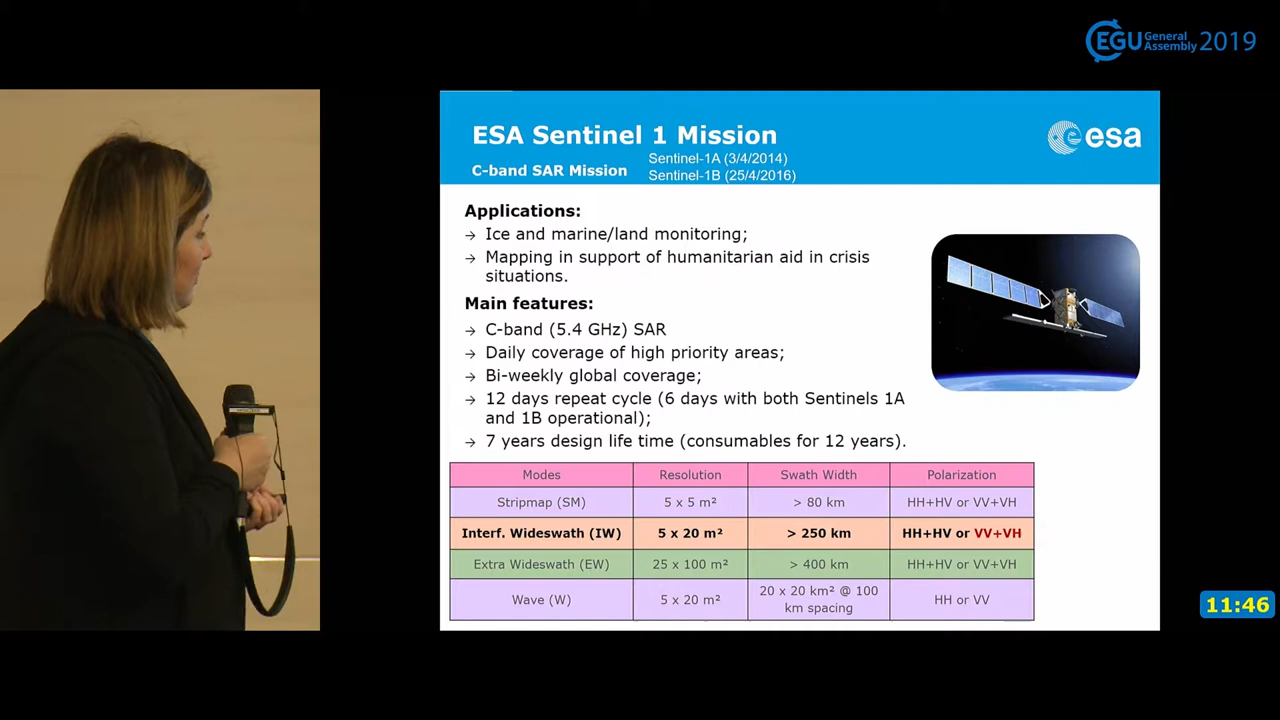 EGU General Assembly 2019
ESA Sentinel 1 Mission
esa
C-band SAR Mission
Sentinel-1A (3/4/2014)
Sentinel-1B (25/4/2016)
Applications:
→ Ice and marine/land monitoring;
→ Mapping in support of humanitarian aid in crisis
situations.
Main features:
→ C-band (5.4 GHz) SAR
→ Daily coverage of high priority areas;
→ Bi-weekly global coverage;
→ 12 days repeat cycle (6 days with both Sentinels 1A
and 1B operational);
→ 7 years design life time (consumables for 12 years).
Modes Resolution Swath Width Polarization
Stripmap (SM) 5 x 5 m² > 80 km HH+HV or VV+VH
Interf. Wideswath (IW) 5 x 20 m² > 250 km HH+HV or VV+VH
Extra Wideswath (EW) 25 x 100 m² > 400 km HH+HV or VV+VH
Wave (W) 5 x 20 m² 20 x 20 km² @ 100 km spacing HH or VV
11:46